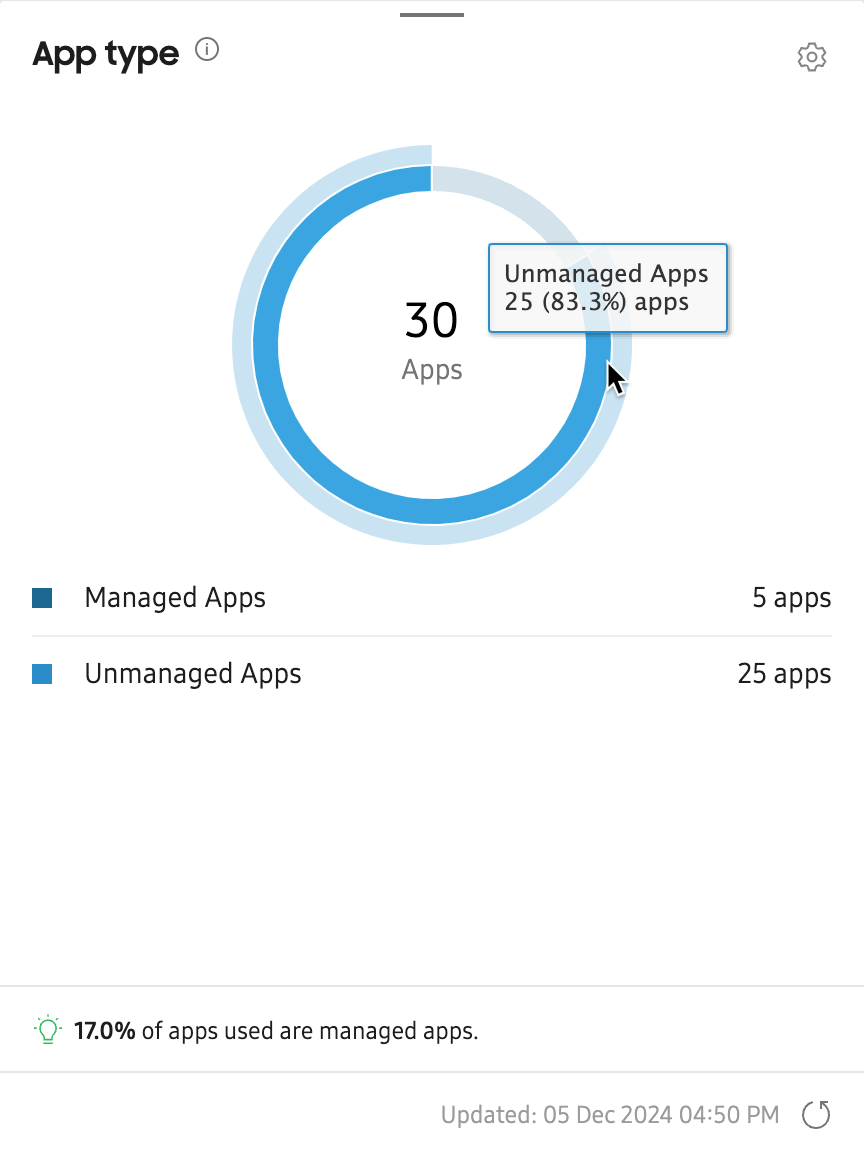 App type
Unmanaged Apps
25 (83.3%) apps
30
Apps
Managed Apps 5 apps
Unmanaged Apps 25 apps
17.0% of apps used are managed apps.
Updated: 05 Dec 2024 04:50 PM